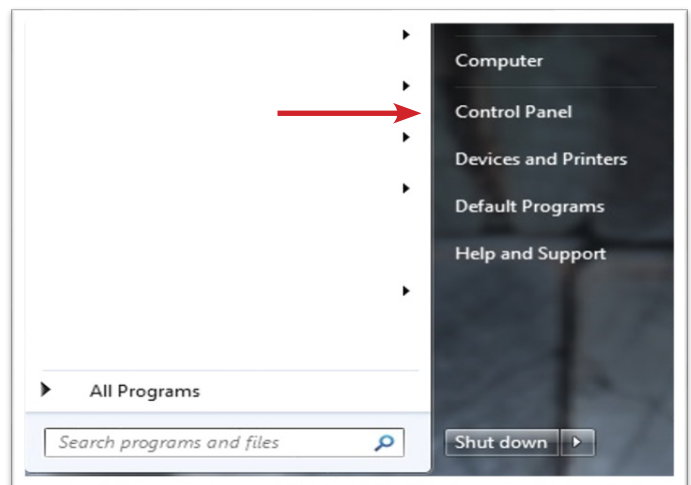 Computer
Control Panel
Devices and Printers
Default Programs
Help and Support
All Programs
Search programs and files
Shut down